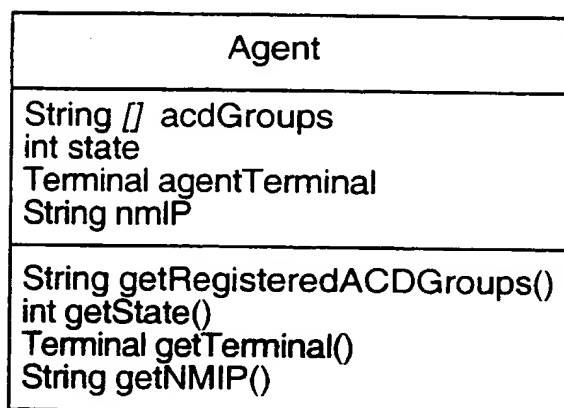 Agent
String [] acdGroups
int state
Terminal agentTerminal
String nmIP
String getRegisteredACDGroups()
int getState()
Terminal getTerminal()
String getNMIP()